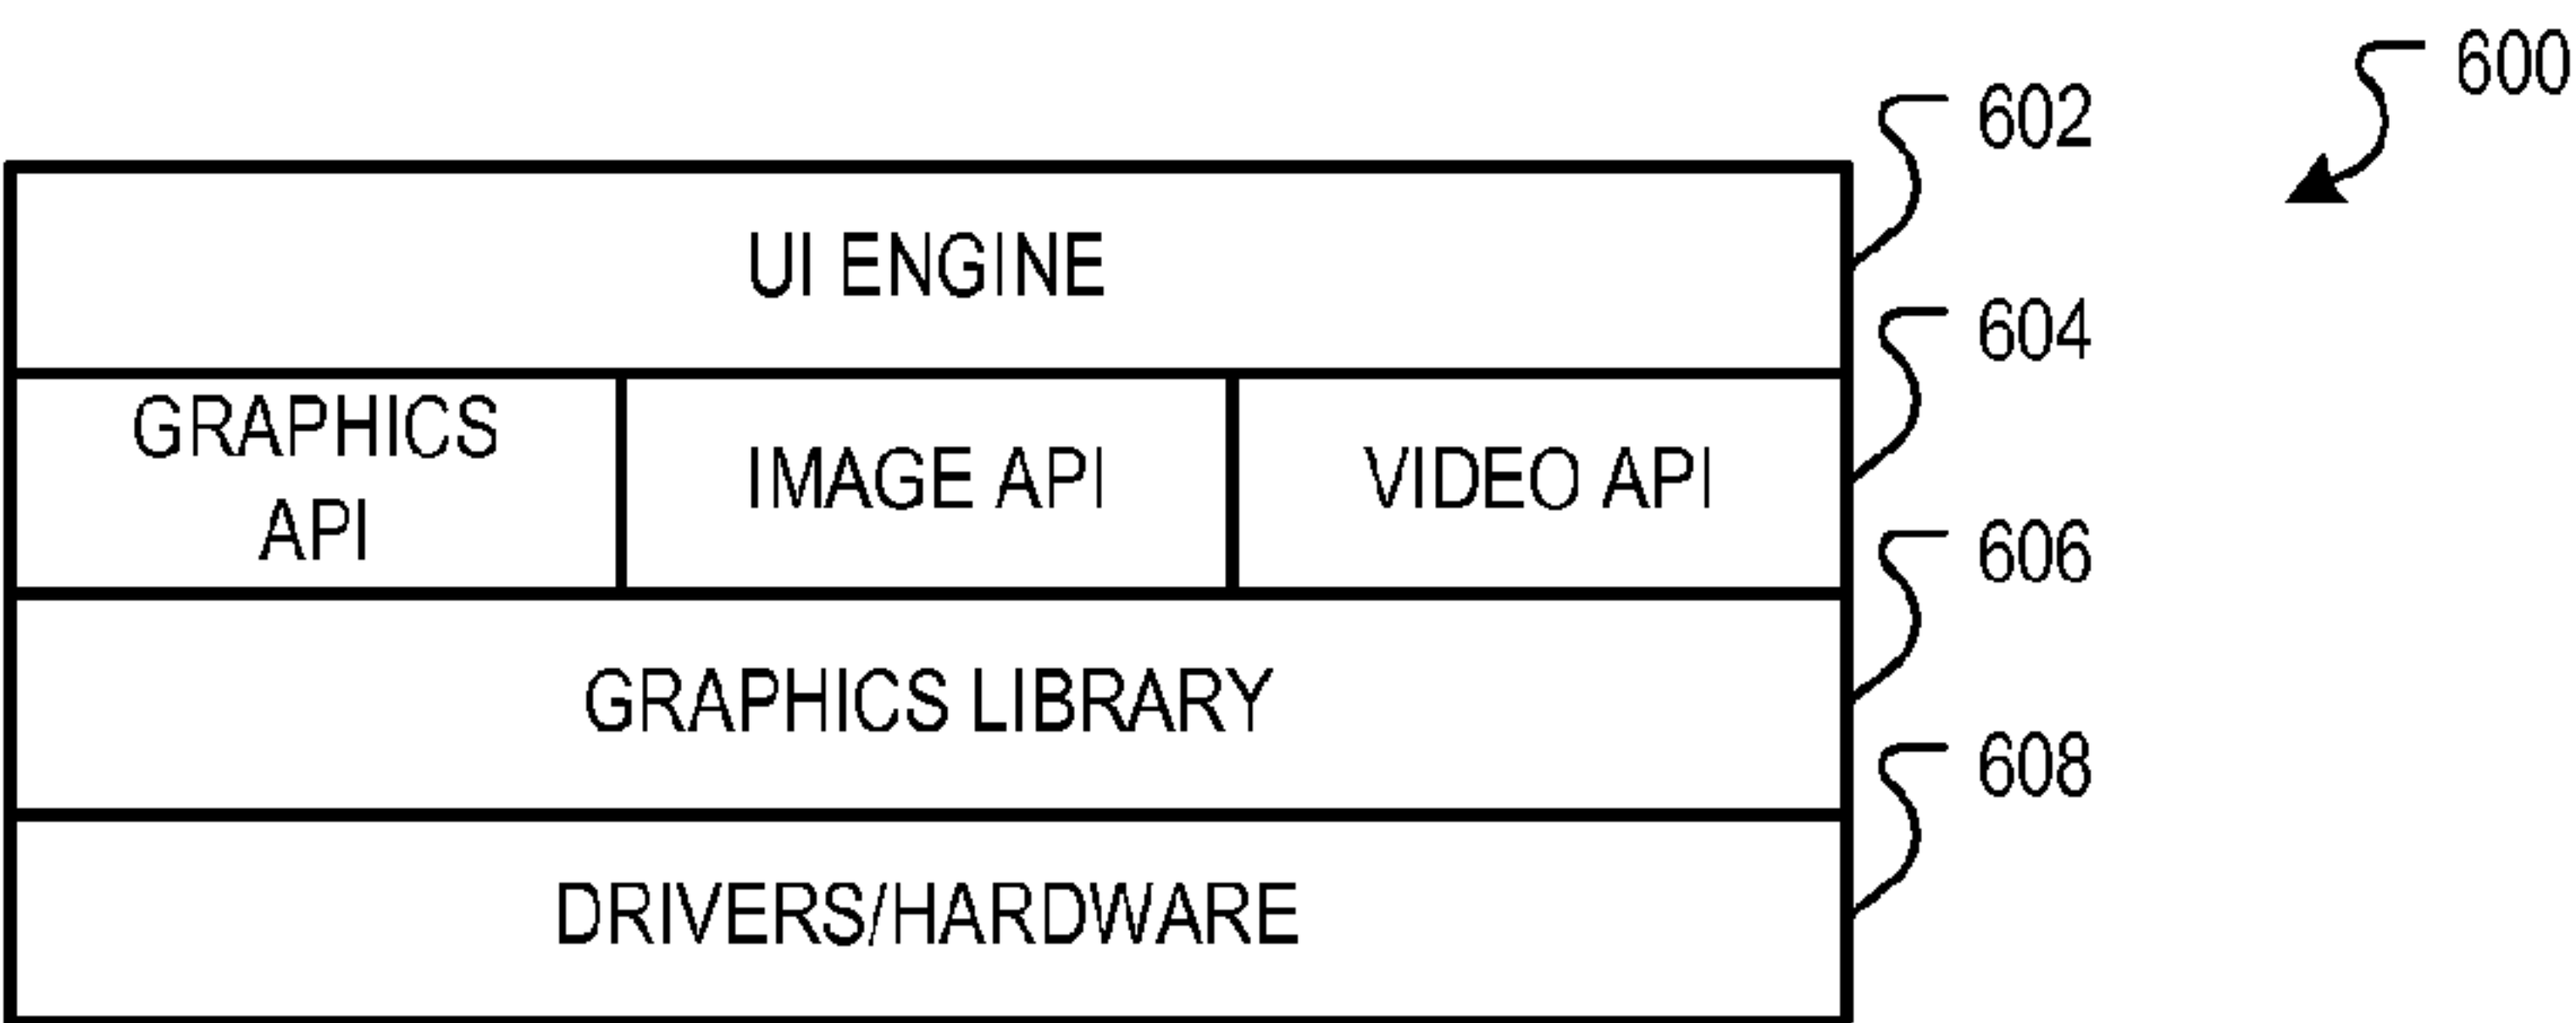 600
602
UI ENGINE
604
GRAPHICS
API
IMAGE API
VIDEO API
606
GRAPHICS LIBRARY
608
DRIVERS/HARDWARE